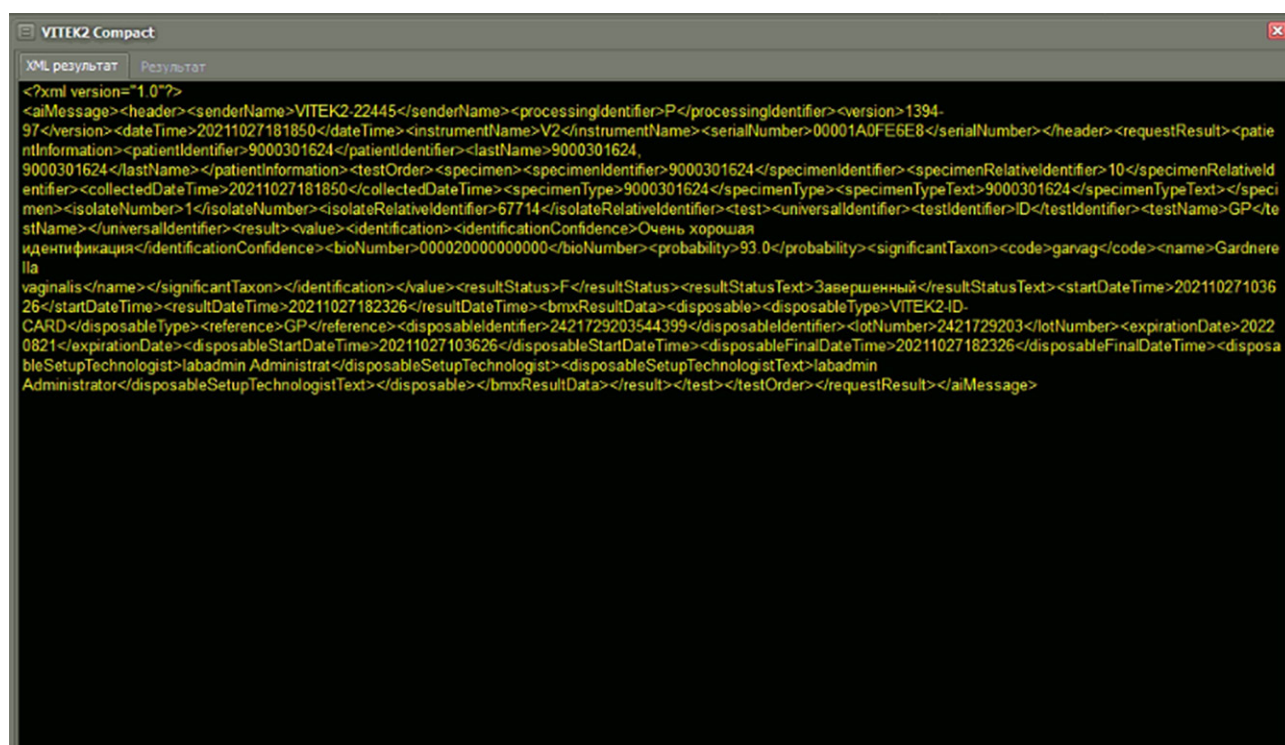 VITEK2 Compact
XML результат Результат
<?xml version="1.0"?>
<aiMessage><header><senderName>VITEK2-22445</senderName><processingIdentifier>P</processingIdentifier><version>1394-
97</version><dateTime>20211027181850</dateTime><instrumentName>V2</instrumentName><serialNumber>00001A0FE6E8</serialNumber></header><requestResult><patie
ntInformation><patientIdentifier>9000301624</patientIdentifier><lastName>9000301624,
9000301624</lastName></patientInformation><testOrder><specimen><specimenIdentifier>9000301624</specimenIdentifier><specimenRelativeIdentifier>10</specimenRelativeId
entifier><collectedDateTime>20211027181850</collectedDateTime><specimenType>9000301624</specimenType><specimenTypeText>9000301624</specimenTypeText></speci
men><isolateNumber>1</isolateNumber><isolateRelativeIdentifier>67714</isolateRelativeIdentifier><test><universalIdentifier><testIdentifier>ID</testIdentifier><testName>GP</te
stName></universalIdentifier><result><value><identification><identificationConfidence>Очень хорошая
идентификация</identificationConfidence><bioNumber>000020000000000</bioNumber><probability>93.0</probability><significantTaxon><code>garvag</code><name>Gardnere
lla
vaginalis</name></significantTaxon></identification></value><resultStatus>F</resultStatus><resultStatusText>Завершенный</resultStatusText><startDateTime>202110271036
26</startDateTime><resultDateTime>20211027182326</resultDateTime><bmxResultData><disposable><disposableType>VITEK2-ID-
CARD</disposableType><reference>GP</reference><disposableIdentifier>2421729203544399</disposableIdentifier><lotNumber>2421729203</lotNumber><expirationDate>2022
0821</expirationDate><disposableStartDateTime>20211027103626</disposableStartDateTime><disposableFinalDateTime>20211027182326</disposableFinalDateTime><disposa
bleSetupTechnologist>labadmin Administrat</disposableSetupTechnologist><disposableSetupTechnologistText>labadmin
Administrator</disposableSetupTechnologistText></disposable></bmxResultData></result></test></testOrder></requestResult></aiMessage>